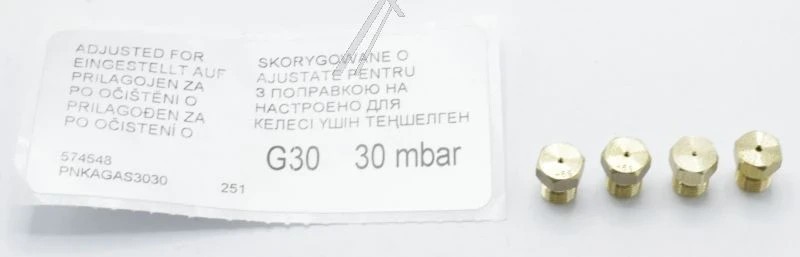 ADJUSTED FOR
EINGESTELLT AUF
PRILAGOJEN ZA
PO OČIŠTĚNI O
PRILAGOĐEN ZA
PO OČISTENÍ O
574548
PNKAGAS3030
251
SKORYGOWANE O
AJUSTATE PENTRU
З ПОПРАВКОЮ НА
НАСТРОЕНО ДЛЯ
КЕЛЕСІ ҮШІН ТЕҢШЕЛГЕН
G30 30 mbar